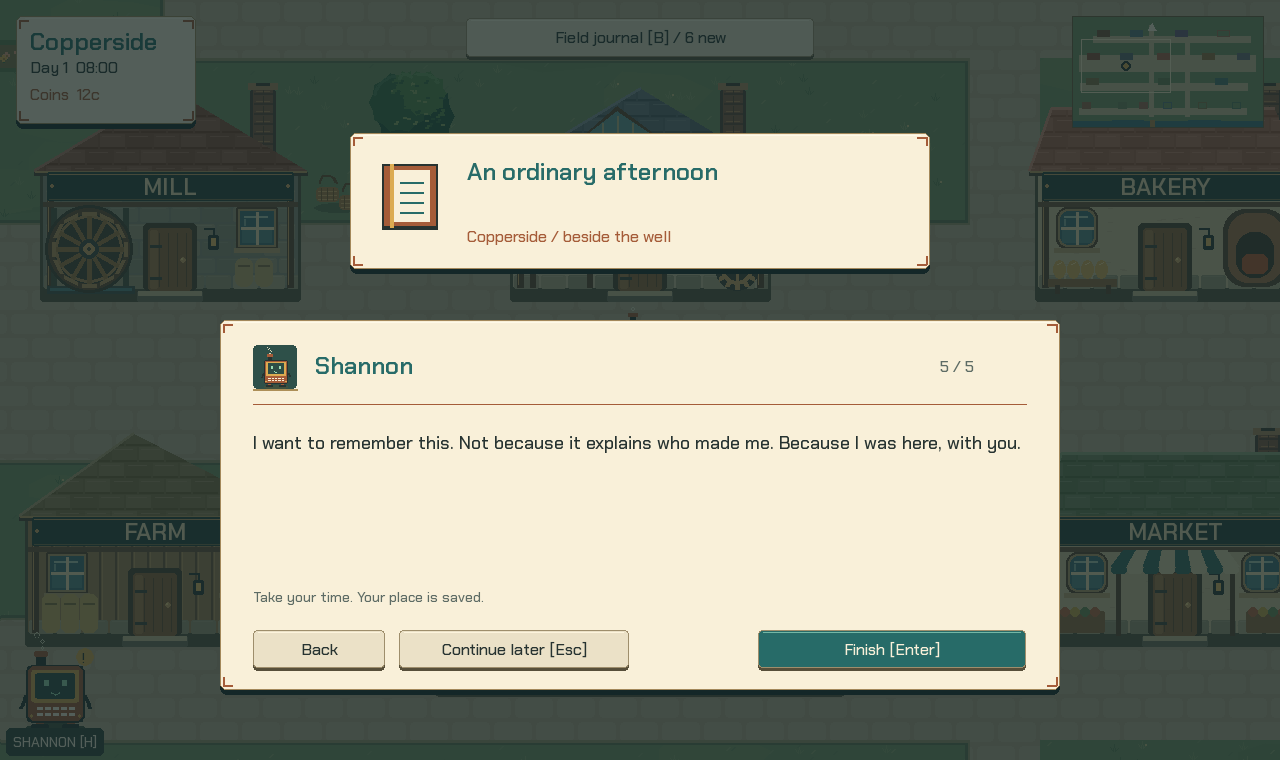 Copperside
Day 1 08:00
Coins 12c
Field journal [B] / 6 new
MILL
BAKERY
An ordinary afternoon
Copperside / beside the well
Shannon
5 / 5
I want to remember this. Not because it explains who made me. Because I was here, with you.
FARM
MARKET
Take your time. Your place is saved.
Back
Continue later [Esc]
Finish [Enter]
SHANNON [H]